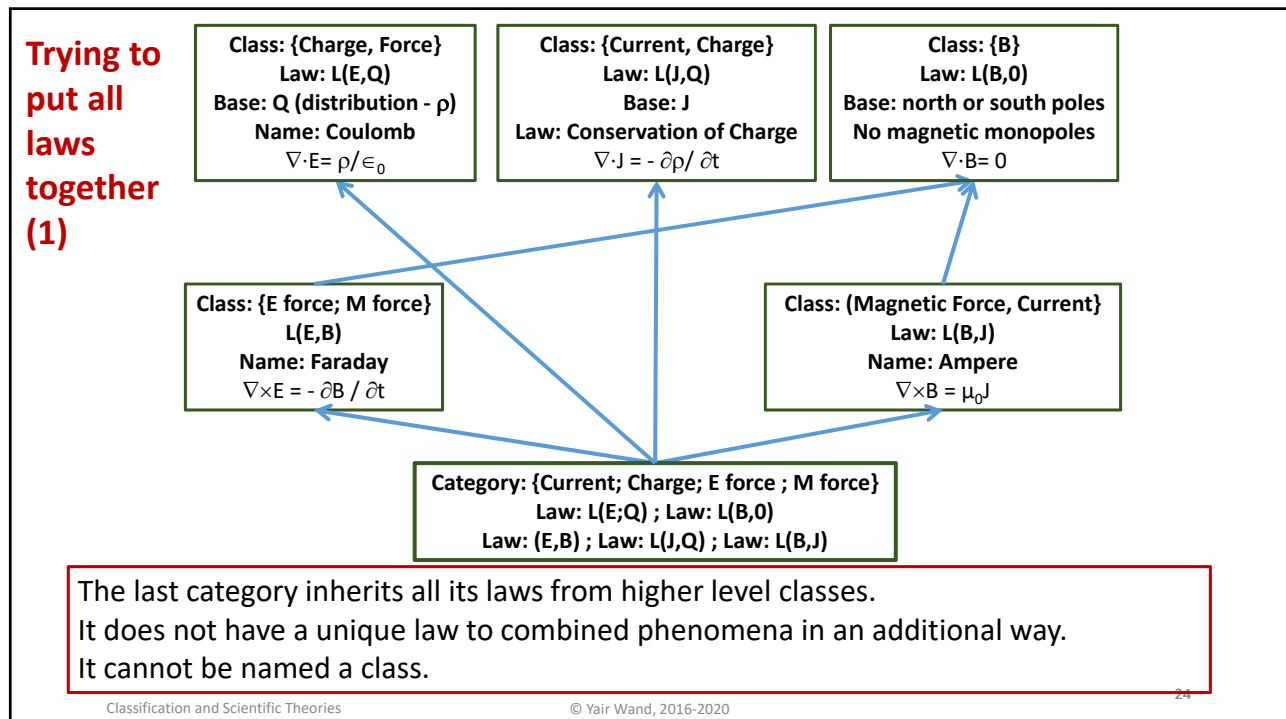 Trying to
put all
laws
together
(1)
Class: {Charge, Force}
Law: L(E,Q)
Base: Q (distribution - ρ)
Name: Coulomb
∇·E= ρ/∈₀
Class: {Current, Charge}
Law: L(J,Q)
Base: J
Law: Conservation of Charge
∇·J = - ∂ρ/ ∂t
Class: {B}
Law: L(B,0)
Base: north or south poles
No magnetic monopoles
∇·B= 0
Class: {E force; M force}
L(E,B)
Name: Faraday
∇×E = - ∂B / ∂t
Class: (Magnetic Force, Current}
Law: L(B,J)
Name: Ampere
∇×B = μ₀J
Category: {Current; Charge; E force ; M force}
Law: L(E;Q) ; Law: L(B,0)
Law: (E,B) ; Law: L(J,Q) ; Law: L(B,J)
The last category inherits all its laws from higher level classes.
It does not have a unique law to combined phenomena in an additional way.
It cannot be named a class.
24
Classification and Scientific Theories
© Yair Wand, 2016-2020